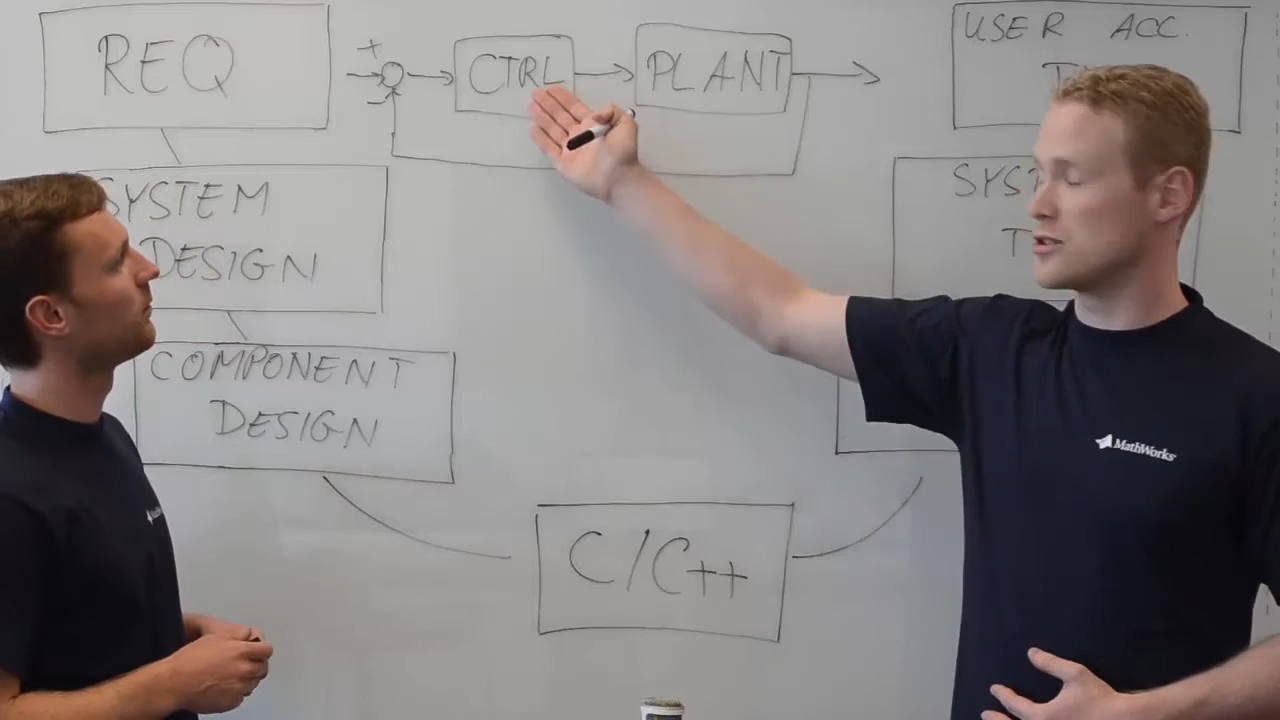 REQ
+
-
CTRL
PLANT
USER ACC.
SYSTEM
DESIGN
COMPONENT
DESIGN
C/C++
MathWorks